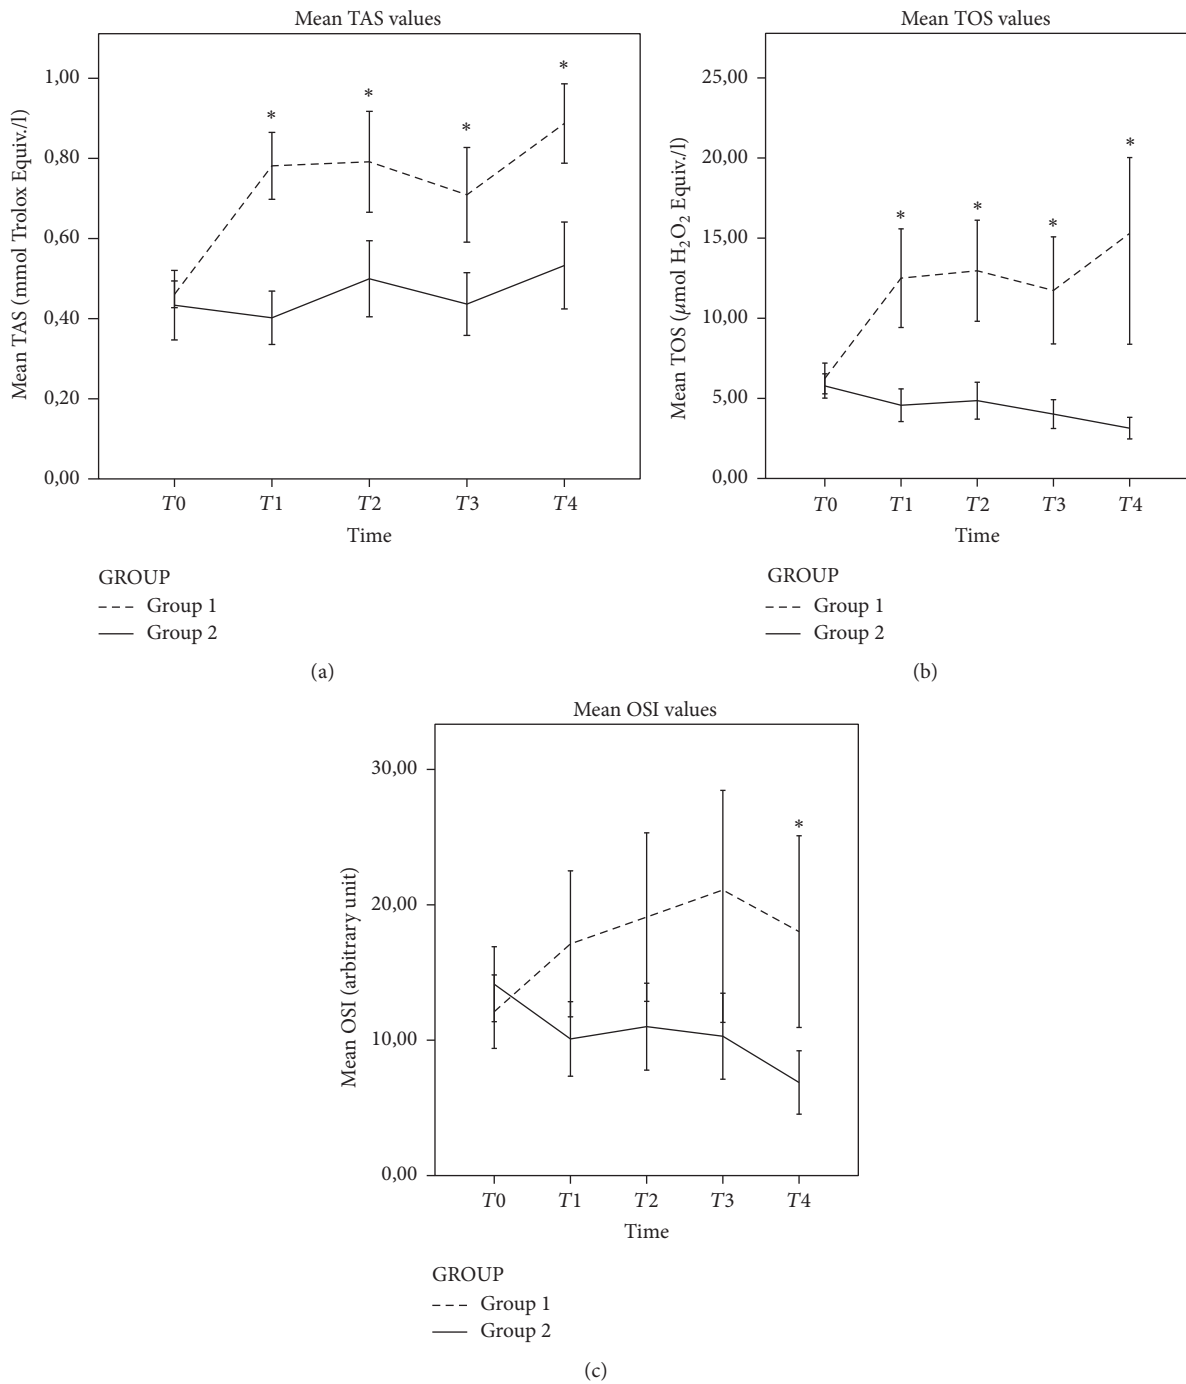 Mean TAS values
Mean TAS (mmol Trolox Equiv./l)
1,00
*
*
*
*
0,80
0,60
0,40
0,20
0,00
T0 T1 T2 T3 T4
Time
GROUP
Group 1
Group 2
(a)
Mean TOS values
Mean TOS (μmol H₂O₂ Equiv./l)
25,00
20,00
15,00
10,00
5,00
0,00
*
*
*
*
T0 T1 T2 T3 T4
Time
GROUP
Group 1
Group 2
(b)
Mean OSI values
Mean OSI (arbitrary unit)
30,00
20,00
10,00
0,00
*
T0 T1 T2 T3 T4
Time
GROUP
Group 1
Group 2
(c)